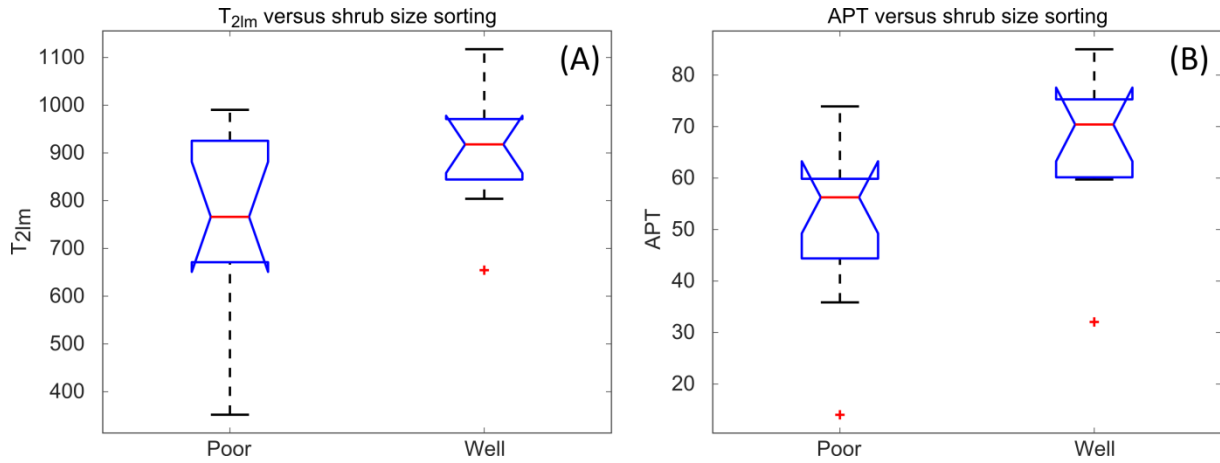 T2lm versus shrub size sorting
(A)
1100
1000
900
800
700
600
500
400
T2lm
Poor
Well
APT versus shrub size sorting
(B)
80
70
60
50
40
30
20
APT
Poor
Well